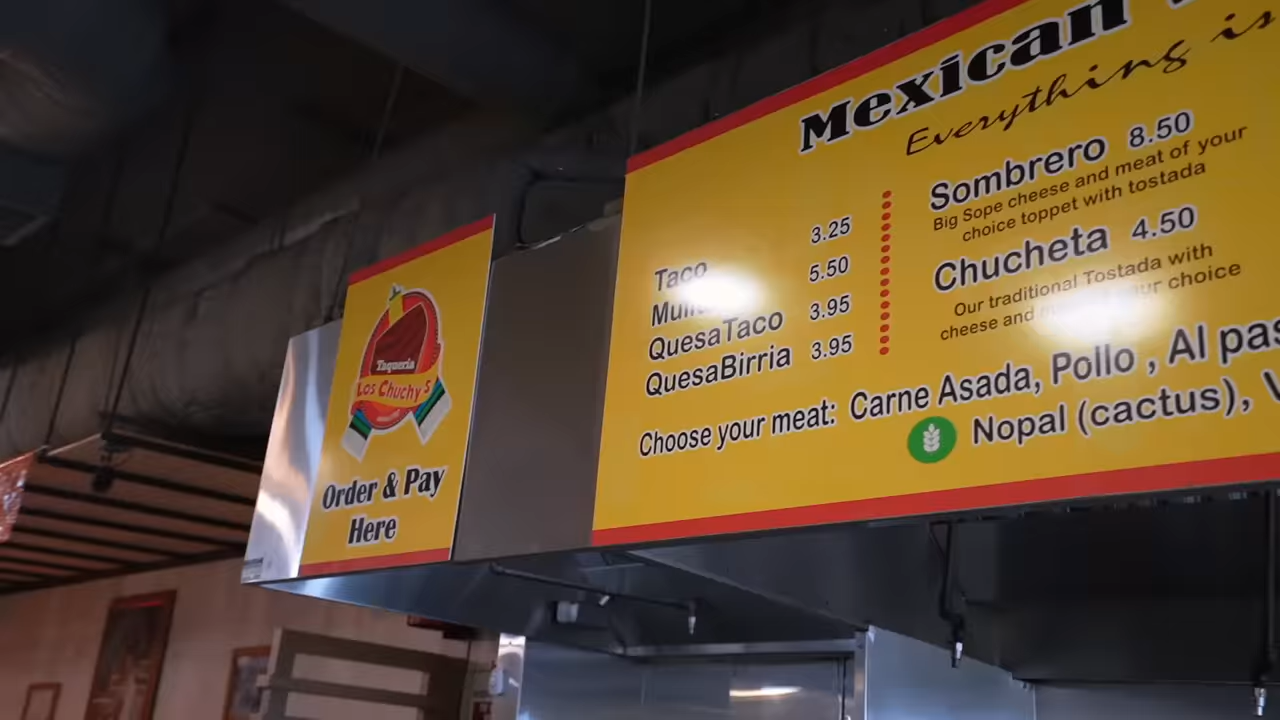 Taqueria
Los Chuchy's
Order & Pay
Here
Mexican
Everything is
Taco 3.25
5.50
QuesaTaco 3.95
QuesaBirria 3.95
Sombrero 8.50
Big Sope cheese and meat of your
choice toppet with tostada
Chucheta 4.50
Our traditional Tostada with
cheese and choice
Choose your meat: Carne Asada, Pollo , Al
Nopal (cactus),